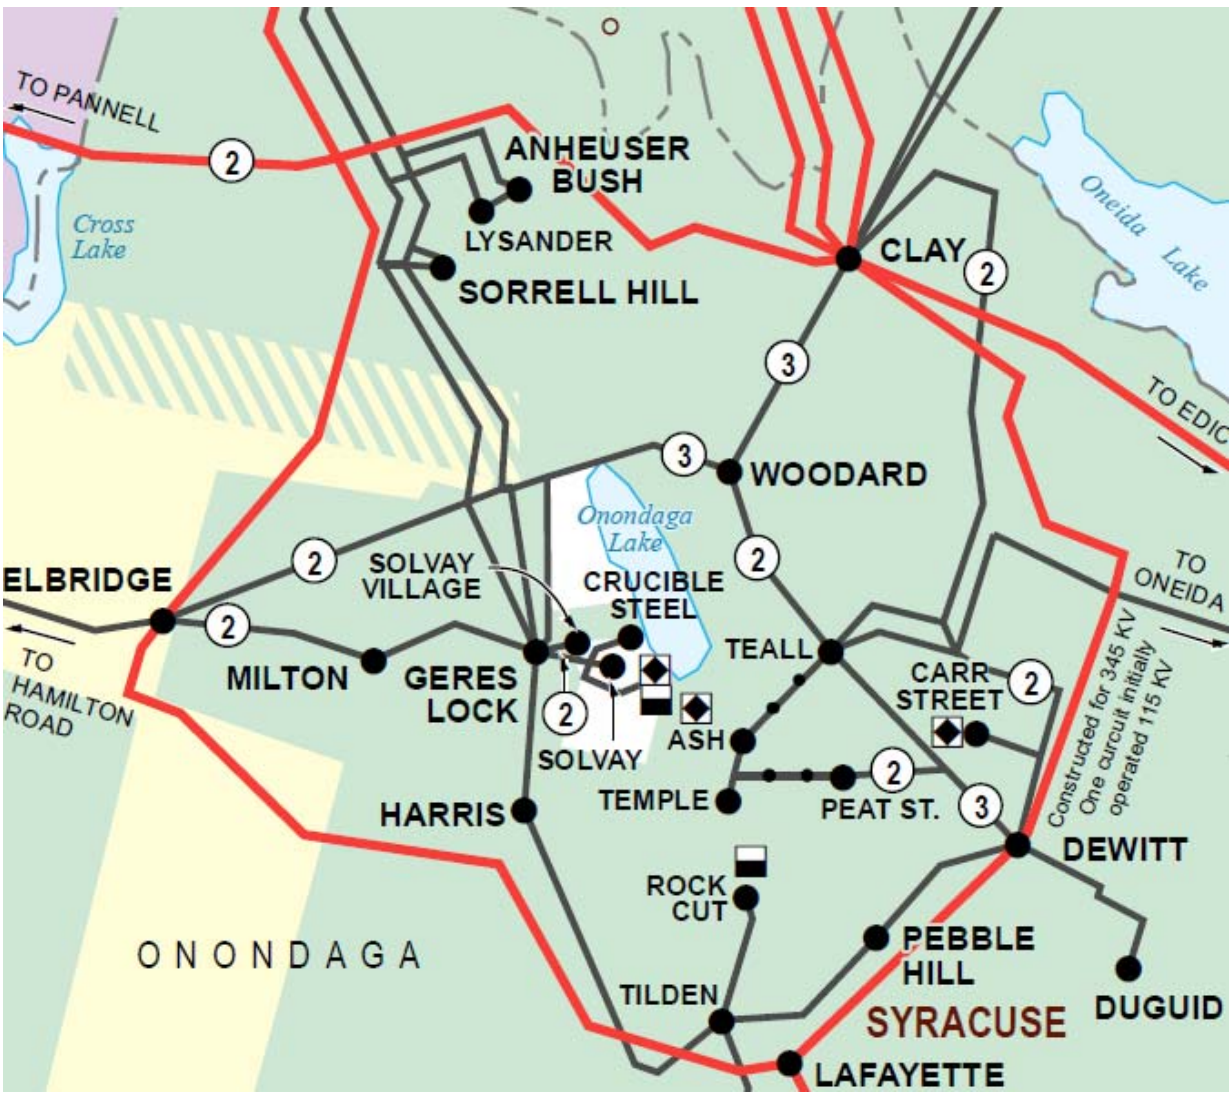 TO PANNELL
2
ANHEUSER
BUSH
Cross
Lake
LYSANDER
SORRELL HILL
CLAY
2
Oneida
Lake
3
TO EDIC
3
WOODARD
Onondaga
Lake
2
2
SOLVAY
VILLAGE
CRUCIBLE
STEEL
TO
ONEIDA
ELBRIDGE
2
TO
HAMILTON
ROAD
MILTON
GERES
LOCK
2
SOLVAY
TEALL
CARR
STREET
2
ASH
Constructed for 345 KV
One curcuit initially
operated 115 KV
HARRIS
TEMPLE
2
PEAT ST.
3
DEWITT
ROCK
CUT
ONONDAGA
PEBBLE
HILL
TILDEN
SYRACUSE
DUGUID
LAFAYETTE